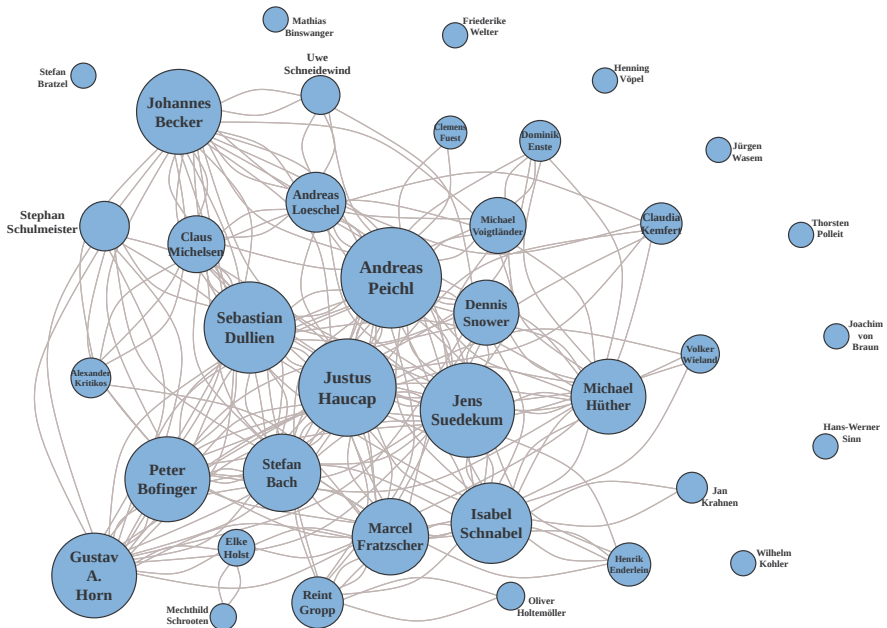 Mathias
Binswanger
Friederike
Welter
Uwe
Schneidewind
Stefan
Bratzel
Henning
Vöpel
Johannes
Becker
Clemens
Fuest
Dominik
Enste
Jürgen
Wasem
Andreas
Loeschel
Stephan
Schulmeister
Claus
Michelsen
Michael
Voigtländer
Claudia
Kemfert
Thorsten
Polleit
Andreas
Peichl
Sebastian
Dullien
Dennis
Snower
Joachim
von
Braun
Volker
Wieland
Alexander
Kritikos
Justus
Haucap
Jens
Suedekum
Michael
Hüther
Hans-Werner
Sinn
Peter
Bofinger
Stefan
Bach
Jan
Krahnen
Isabel
Schnabel
Marcel
Fratzscher
Elke
Holst
Gustav
A.
Horn
Henrik
Enderlein
Wilhelm
Kohler
Reint
Gropp
Oliver
Holtemöller
Mechthild
Schrooten